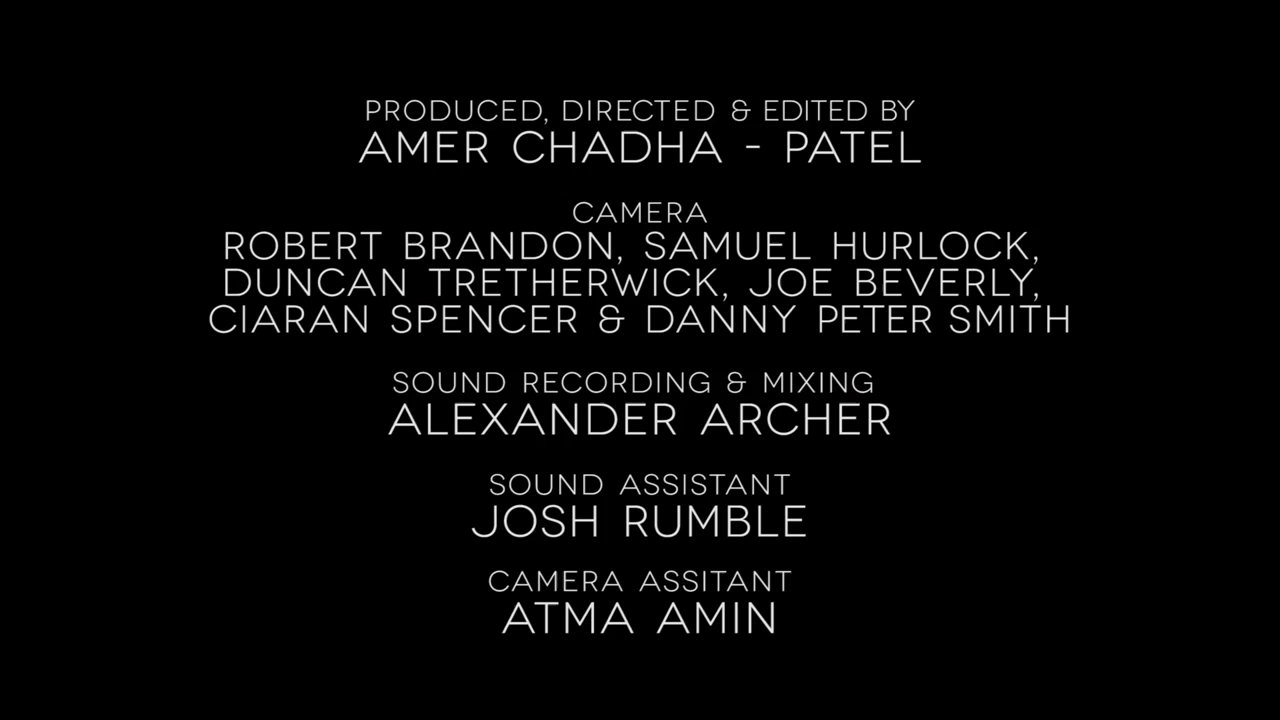 PRODUCED, DIRECTED & EDITED BY
AMER CHADHA - PATEL
CAMERA
ROBERT BRANDON, SAMUEL HURLOCK,
DUNCAN TRETHERWICK, JOE BEVERLY,
CIARAN SPENCER & DANNY PETER SMITH
SOUND RECORDING & MIXING
ALEXANDER ARCHER
SOUND ASSISTANT
JOSH RUMBLE
CAMERA ASSITANT
ATMA AMIN